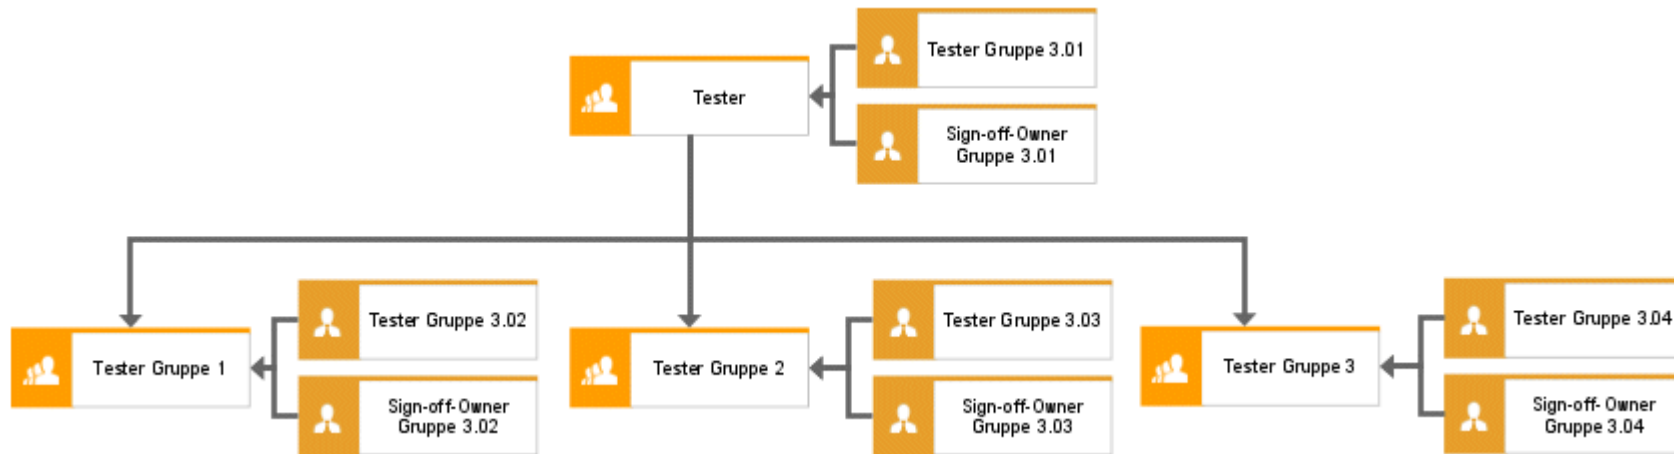 Tester Gruppe 3.01
Tester
Sign-off-Owner
Gruppe 3.01
Tester Gruppe 3.02
Tester Gruppe 1
Sign-off-Owner
Gruppe 3.02
Tester Gruppe 3.03
Tester Gruppe 2
Sign-off-Owner
Gruppe 3.03
Tester Gruppe 3.04
Tester Gruppe 3
Sign-off-Owner
Gruppe 3.04